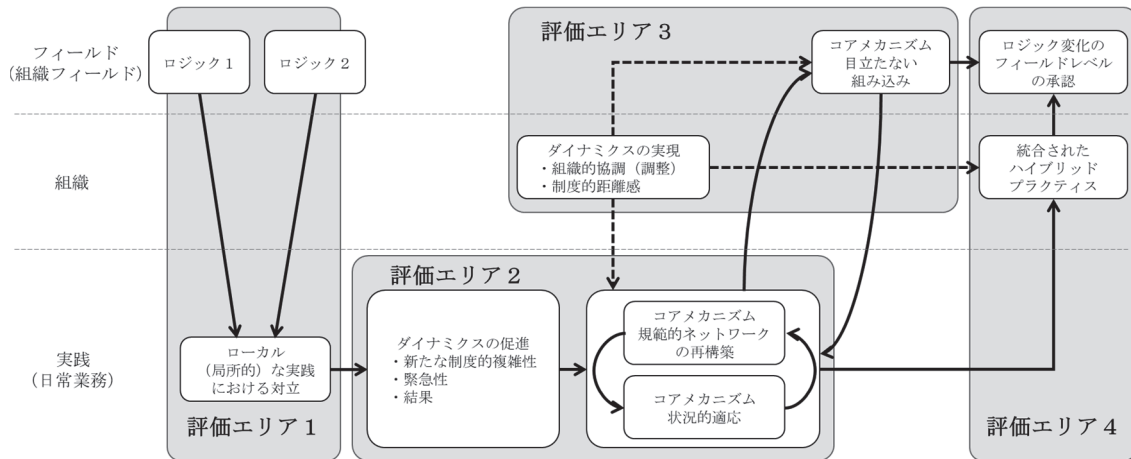 フィールド
（組織フィールド）
組織
実践
（日常業務）
ロジック１
ロジック２
ローカル
（局所的）な実践
における対立
評価エリア１
評価エリア２
ダイナミクスの促進
・新たな制度的複雑性
・緊急性
・結果
コアメカニズム
規範的ネットワーク
の再構築
コアメカニズム
状況的適応
評価エリア３
コアメカニズム
目立たない
組み込み
ダイナミクスの実現
・組織的協調（調整）
・制度的距離感
ロジック変化の
フィールドレベル
の承認
統合された
ハイブリッド
プラクティス
評価エリア４